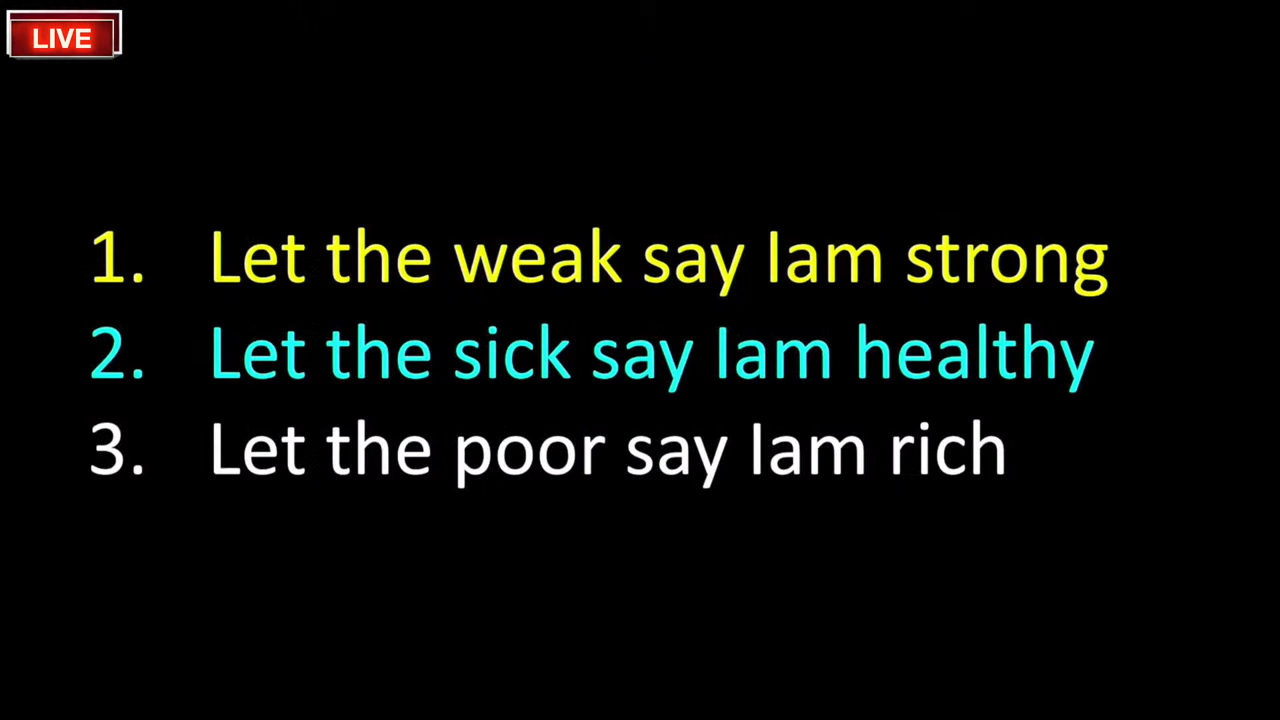 LIVE
1. Let the weak say Iam strong
2. Let the sick say Iam healthy
3. Let the poor say Iam rich